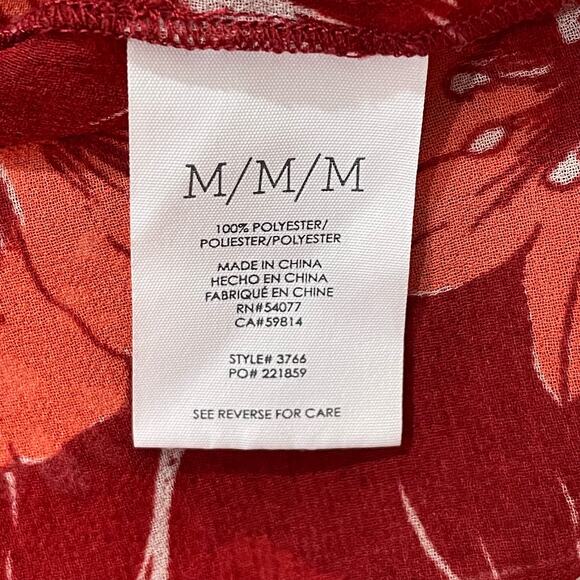 M/M/M
100% POLYESTER/
POLIESTER/POLYESTER
MADE IN CHINA
HECHO EN CHINA
FABRIQUÉ EN CHINE
RN#54077
CA#59814
STYLE# 3766
PO# 221859
SEE REVERSE FOR CARE